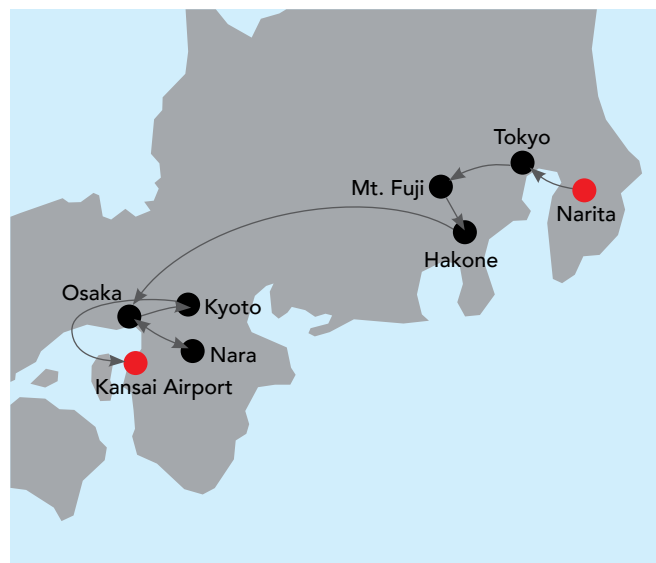 Tokyo
Mt. Fuji
Narita
Hakone
Osaka
Kyoto
Nara
Kansai Airport